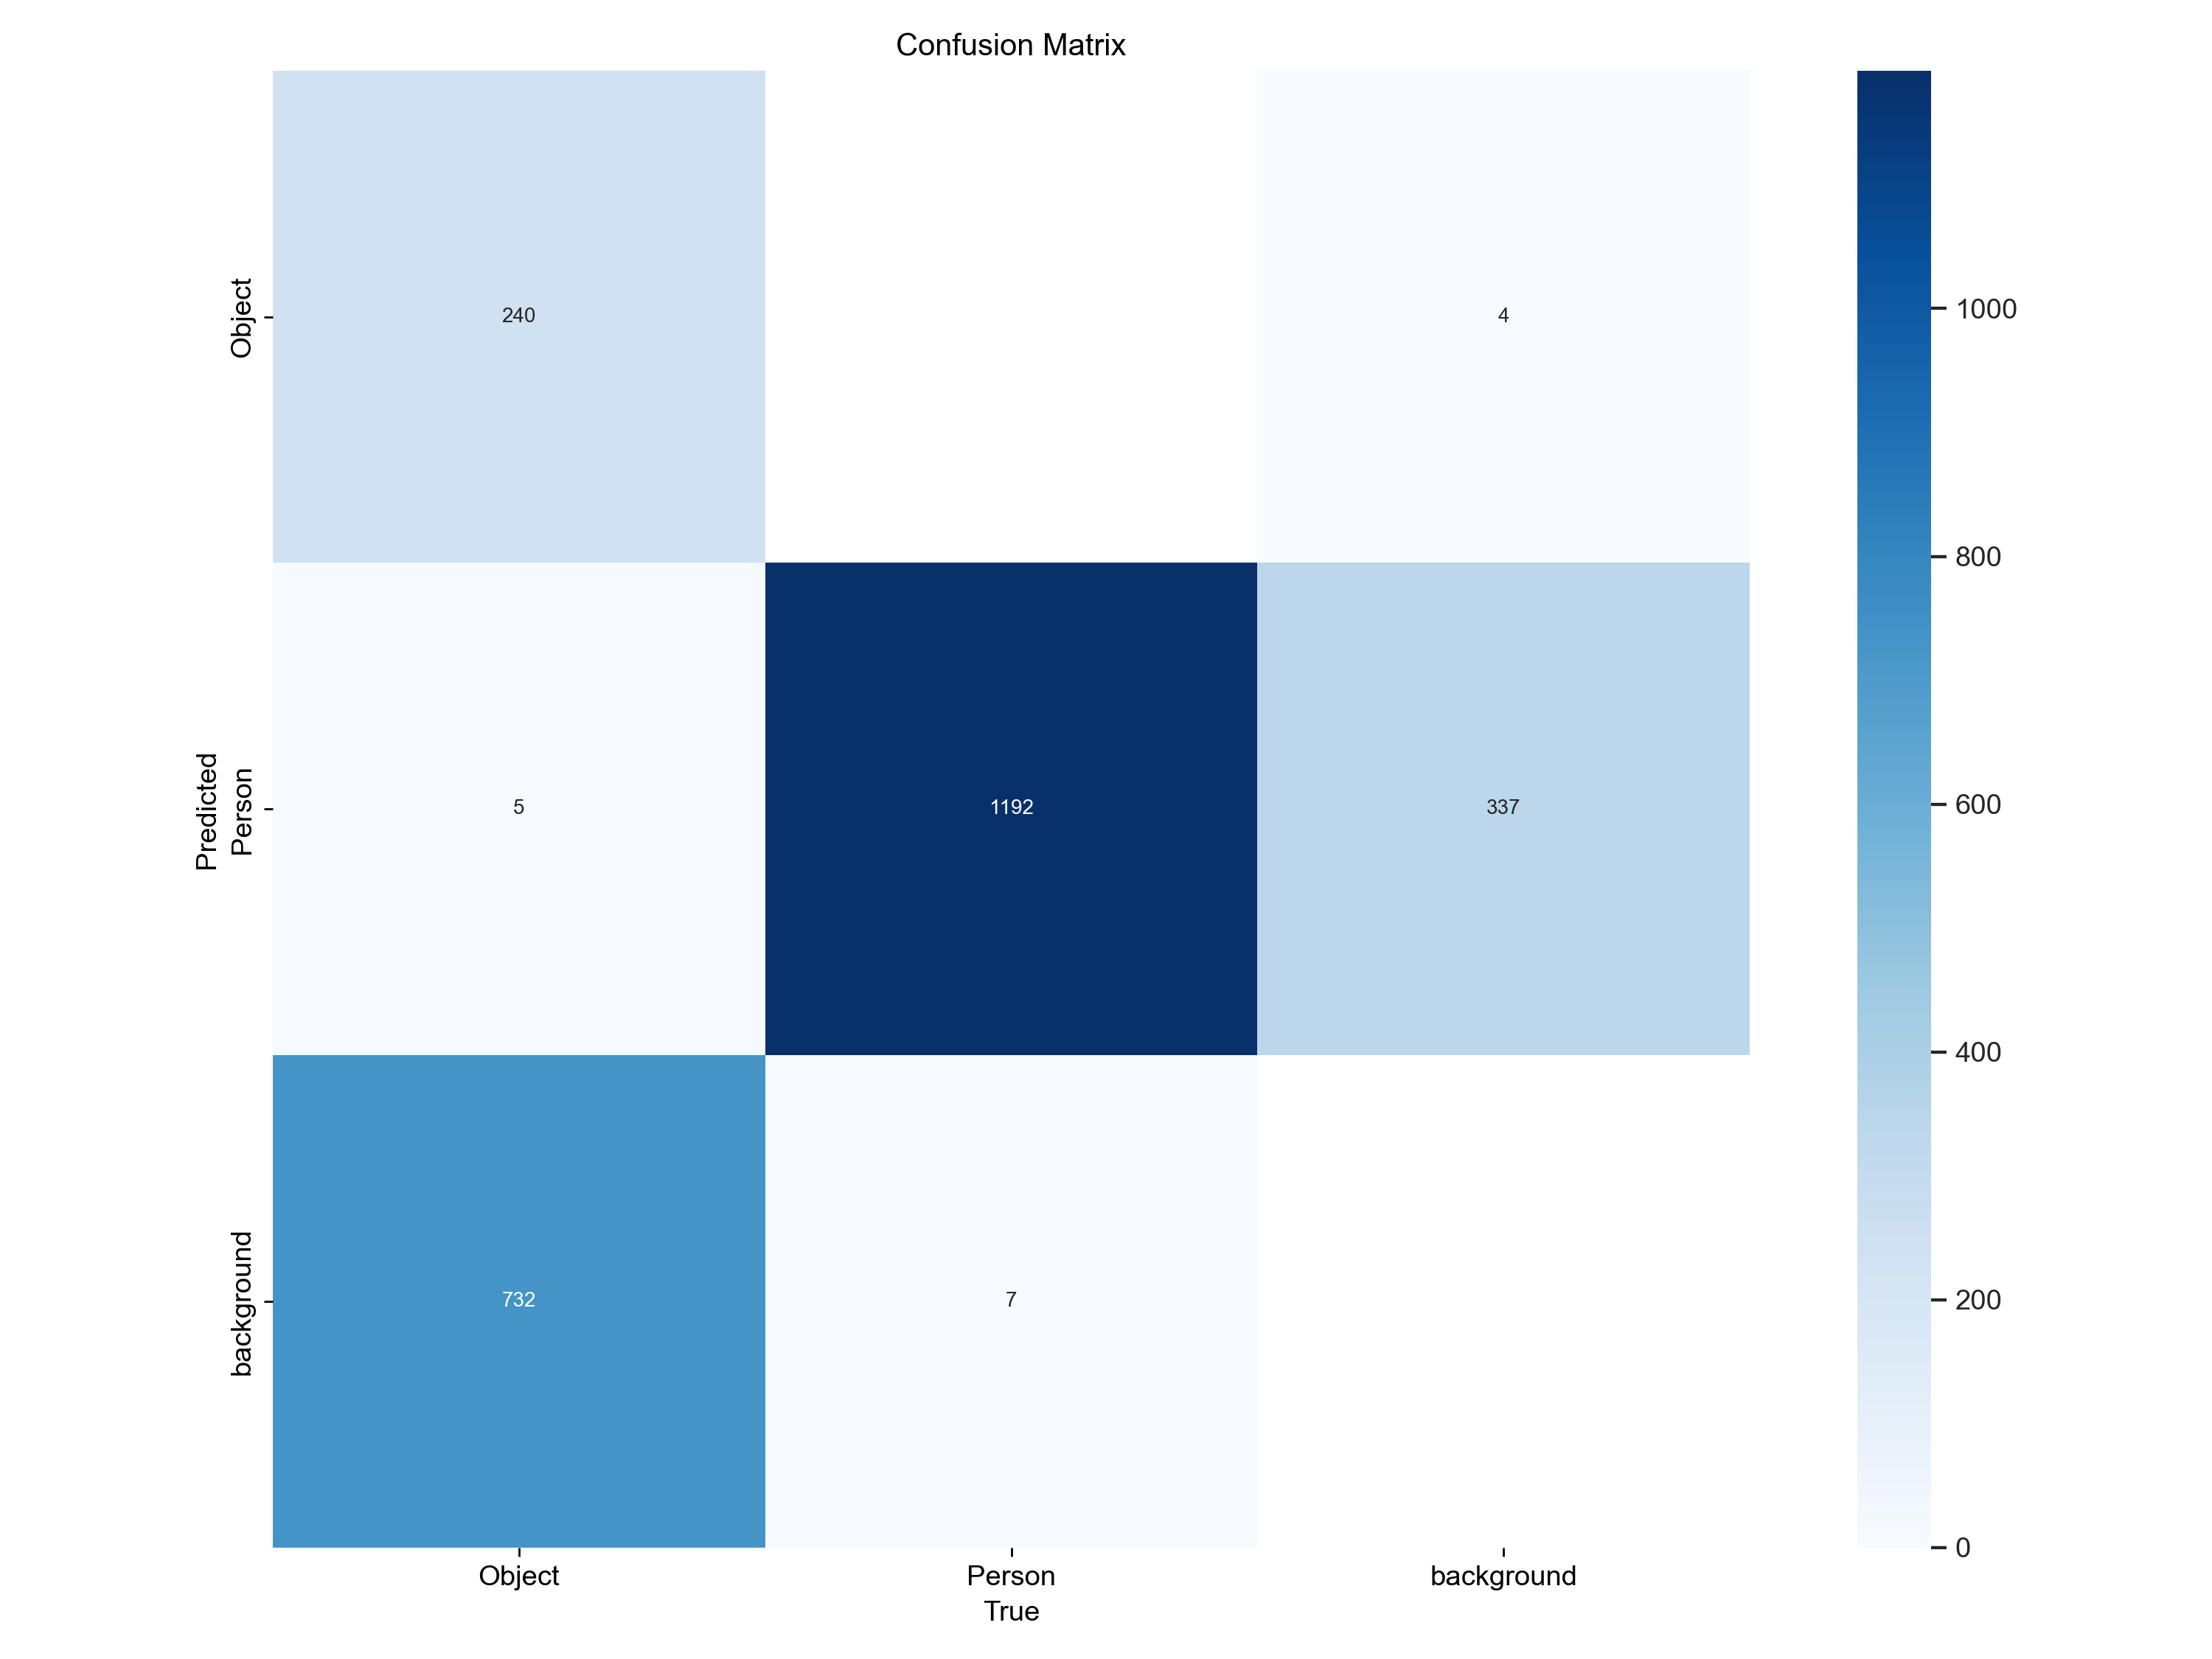 Confusion Matrix
Object
Person
background
Predicted
240
4
5
1192
337
732
7
Object
Person
background
True
1000
800
600
400
200
0